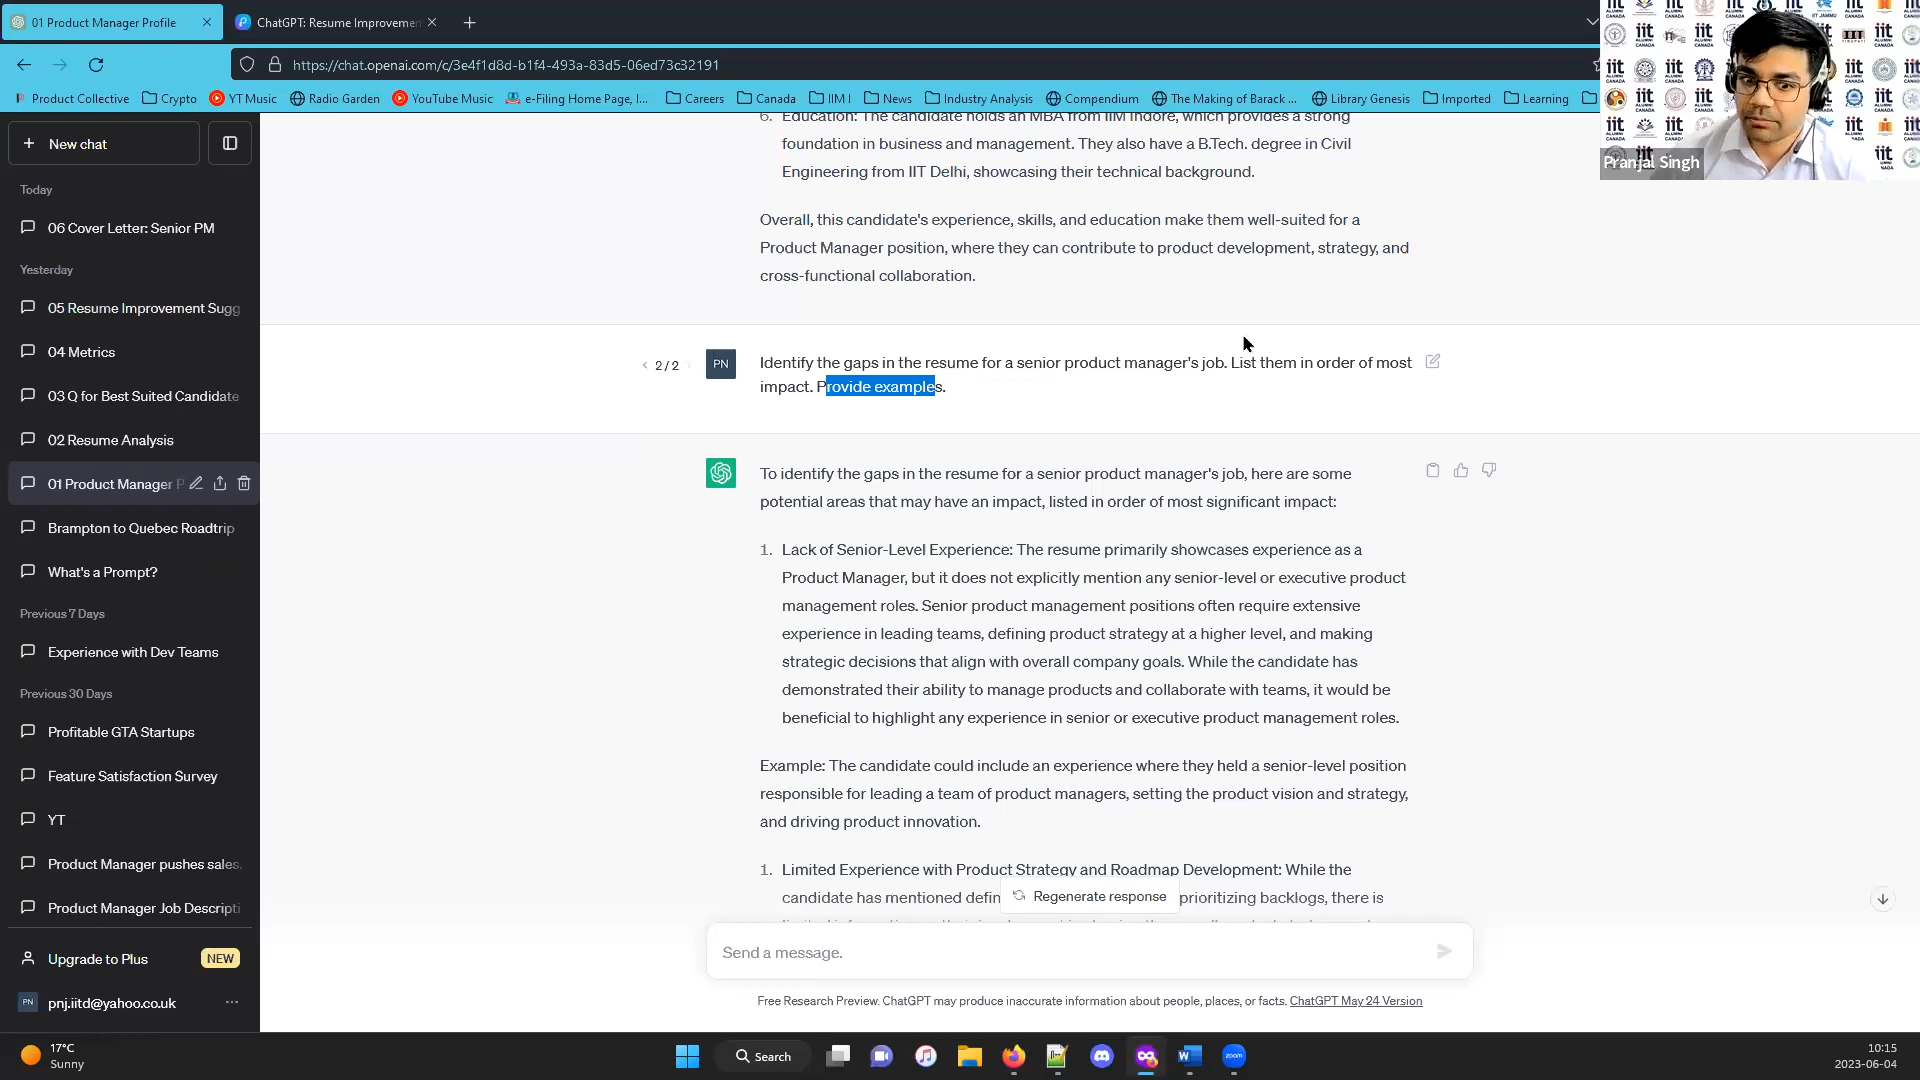 01 Product Manager Profile
ChatGPT: Resume Improvemen
https://chat.openai.com/c/3e4f1d8d-b1f4-493a-83d5-06ed73c32191
Product Collective
Crypto
YT Music
Radio Garden
YouTube Music
e-Filing Home Page, I...
Careers
Canada
IIM I
News
Industry Analysis
Compendium
The Making of Barack ...
Library Genesis
Imported
Learning
Pranjal Singh
New chat
Today
06 Cover Letter: Senior PM
Yesterday
05 Resume Improvement Sugg
04 Metrics
03 Q for Best Suited Candidate
02 Resume Analysis
01 Product Manager P
Brampton to Quebec Roadtrip
What's a Prompt?
Previous 7 Days
Experience with Dev Teams
Previous 30 Days
Profitable GTA Startups
Feature Satisfaction Survey
YT
Product Manager pushes sales.
Product Manager Job Descripti
Upgrade to Plus
NEW
PN
pnj.iitd@yahoo.co.uk
6. Education: The candidate holds an MBA from IIM Indore, which provides a strong
foundation in business and management. They also have a B.Tech. degree in Civil
Engineering from IIT Delhi, showcasing their technical background.
Overall, this candidate's experience, skills, and education make them well-suited for a
Product Manager position, where they can contribute to product development, strategy, and
cross-functional collaboration.
< 2 / 2 >
PN
Identify the gaps in the resume for a senior product manager's job. List them in order of most
impact. Provide examples.
To identify the gaps in the resume for a senior product manager's job, here are some
potential areas that may have an impact, listed in order of most significant impact:
1. Lack of Senior-Level Experience: The resume primarily showcases experience as a
Product Manager, but it does not explicitly mention any senior-level or executive product
management roles. Senior product management positions often require extensive
experience in leading teams, defining product strategy at a higher level, and making
strategic decisions that align with overall company goals. While the candidate has
demonstrated their ability to manage products and collaborate with teams, it would be
beneficial to highlight any experience in senior or executive product management roles.
Example: The candidate could include an experience where they held a senior-level position
responsible for leading a team of product managers, setting the product vision and strategy,
and driving product innovation.
1. Limited Experience with Product Strategy and Roadmap Development: While the
candidate has mentioned defin
prioritizing backlogs, there is
Regenerate response
Send a message.
Free Research Preview. ChatGPT may produce inaccurate information about people, places, or facts. ChatGPT May 24 Version
17°C
Sunny
Search
zoom
10:15
2023-06-04